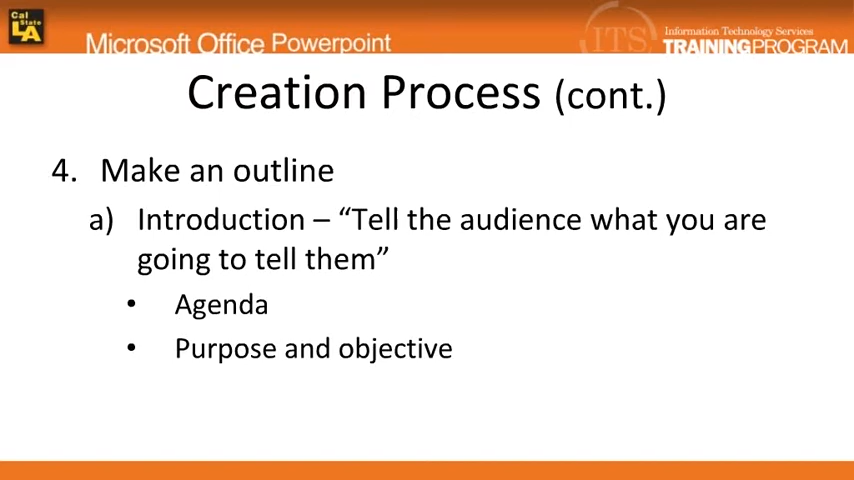 Cal
State
LA
Microsoft Office Powerpoint
ITS
Information Technology Services
TRAINING PROGRAM
Creation Process (cont.)
4. Make an outline
a) Introduction – “Tell the audience what you are
going to tell them”
• Agenda
• Purpose and objective